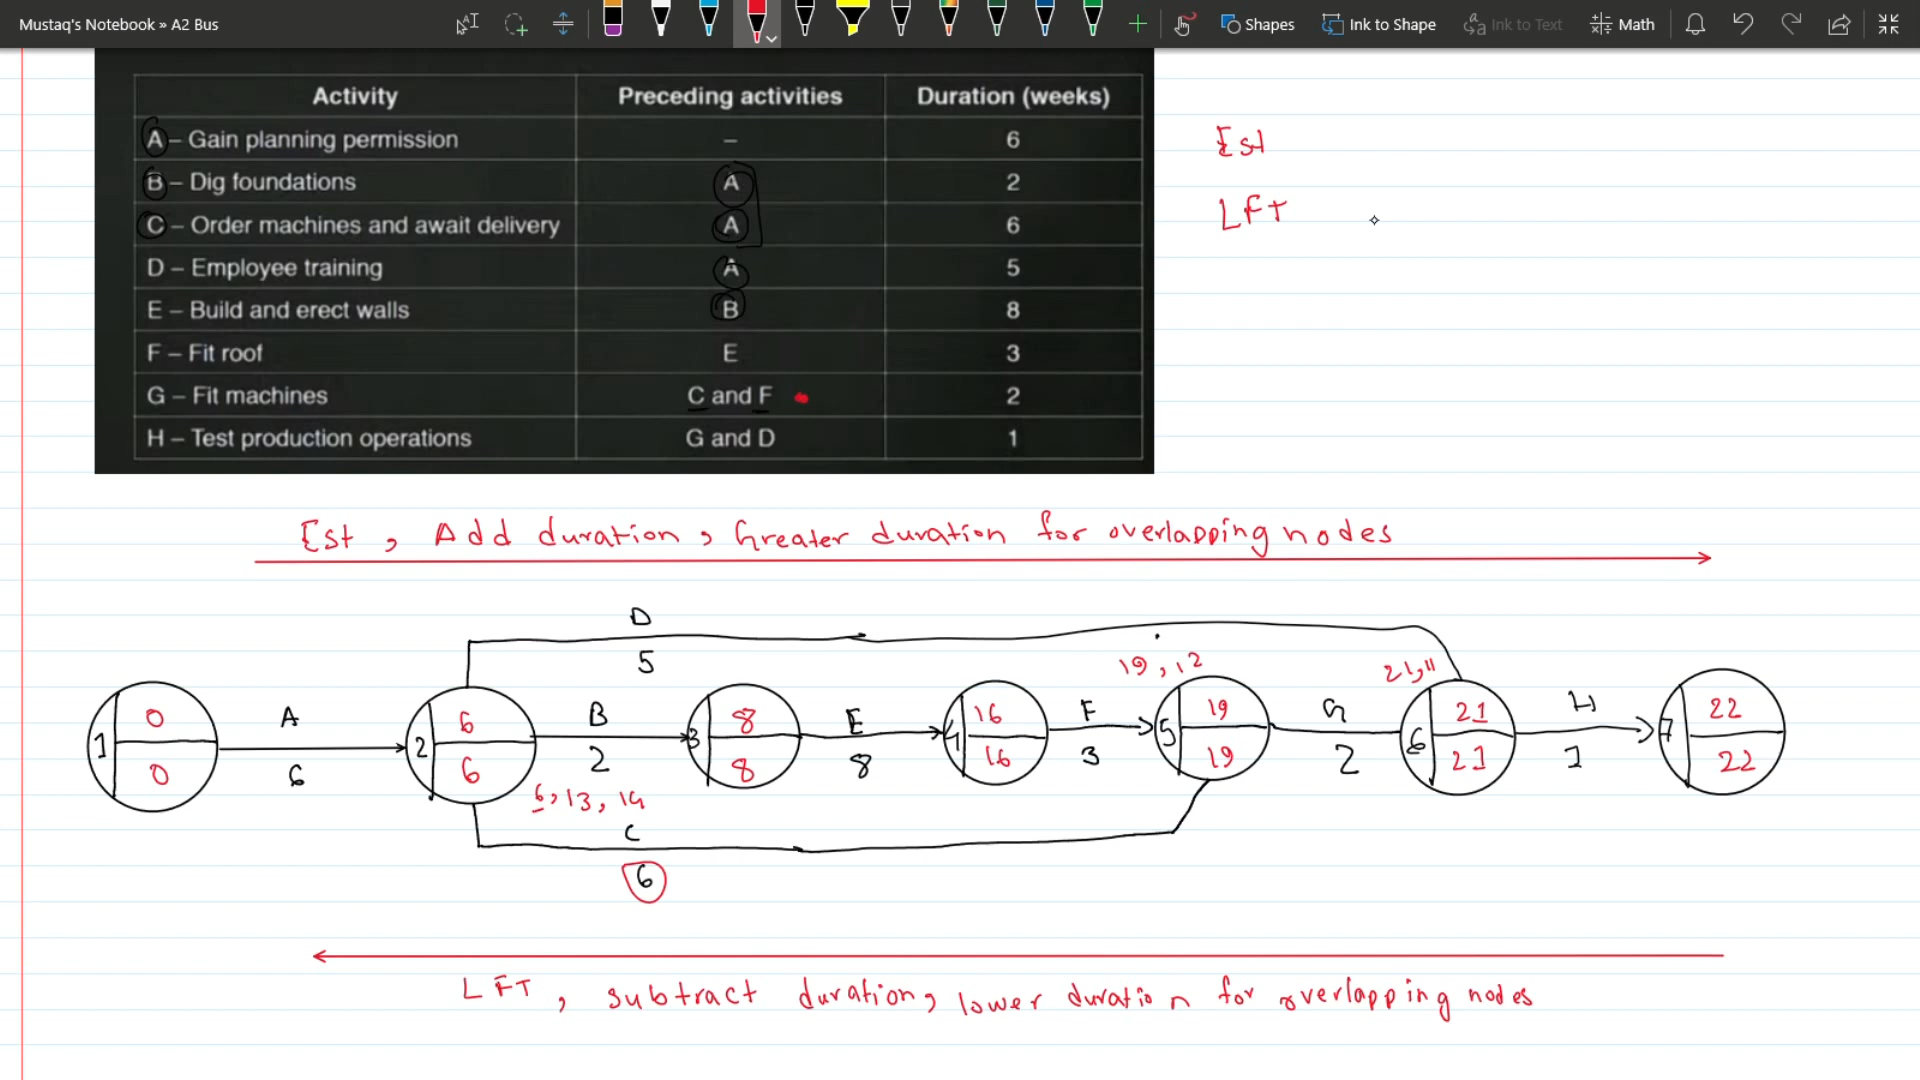 Mustaq's Notebook » A2 Bus
Shapes
Ink to Shape
Ink to Text
Math
Activity Preceding activities Duration (weeks)
A – Gain planning permission – 6
B – Dig foundations A 2
C – Order machines and await delivery A 6
D – Employee training A 5
E – Build and erect walls B 8
F – Fit roof E 3
G – Fit machines C and F 2
H – Test production operations G and D 1
Est
LFT
Est , Add duration , Greater duration for overlapping nodes
D
5
19 , 12
21, 11
1 0 0
A 6
2 6 6
B 2
3 8 8
E 8
4 16 16
F 3
5 19 19
G 2
6 21 21
H 1
7 22 22
6, 13, 14
C
6
LFT , subtract duration, lower duration for overlapping nodes